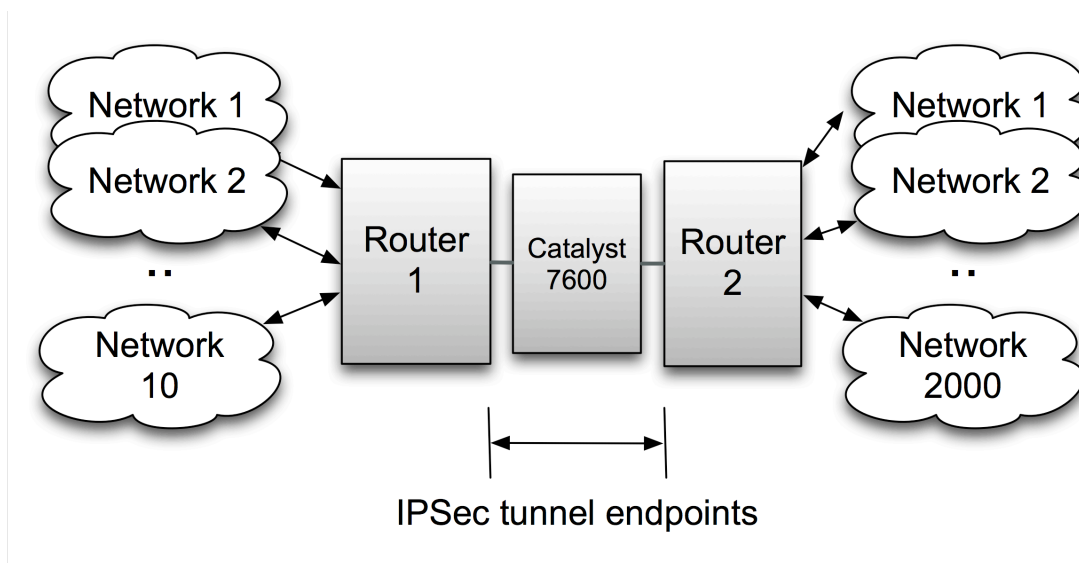 Network 1
Network 2
..
Network
10
Router
1
Catalyst
7600
Router
2
Network 1
Network 2
..
Network
2000
IPSec tunnel endpoints